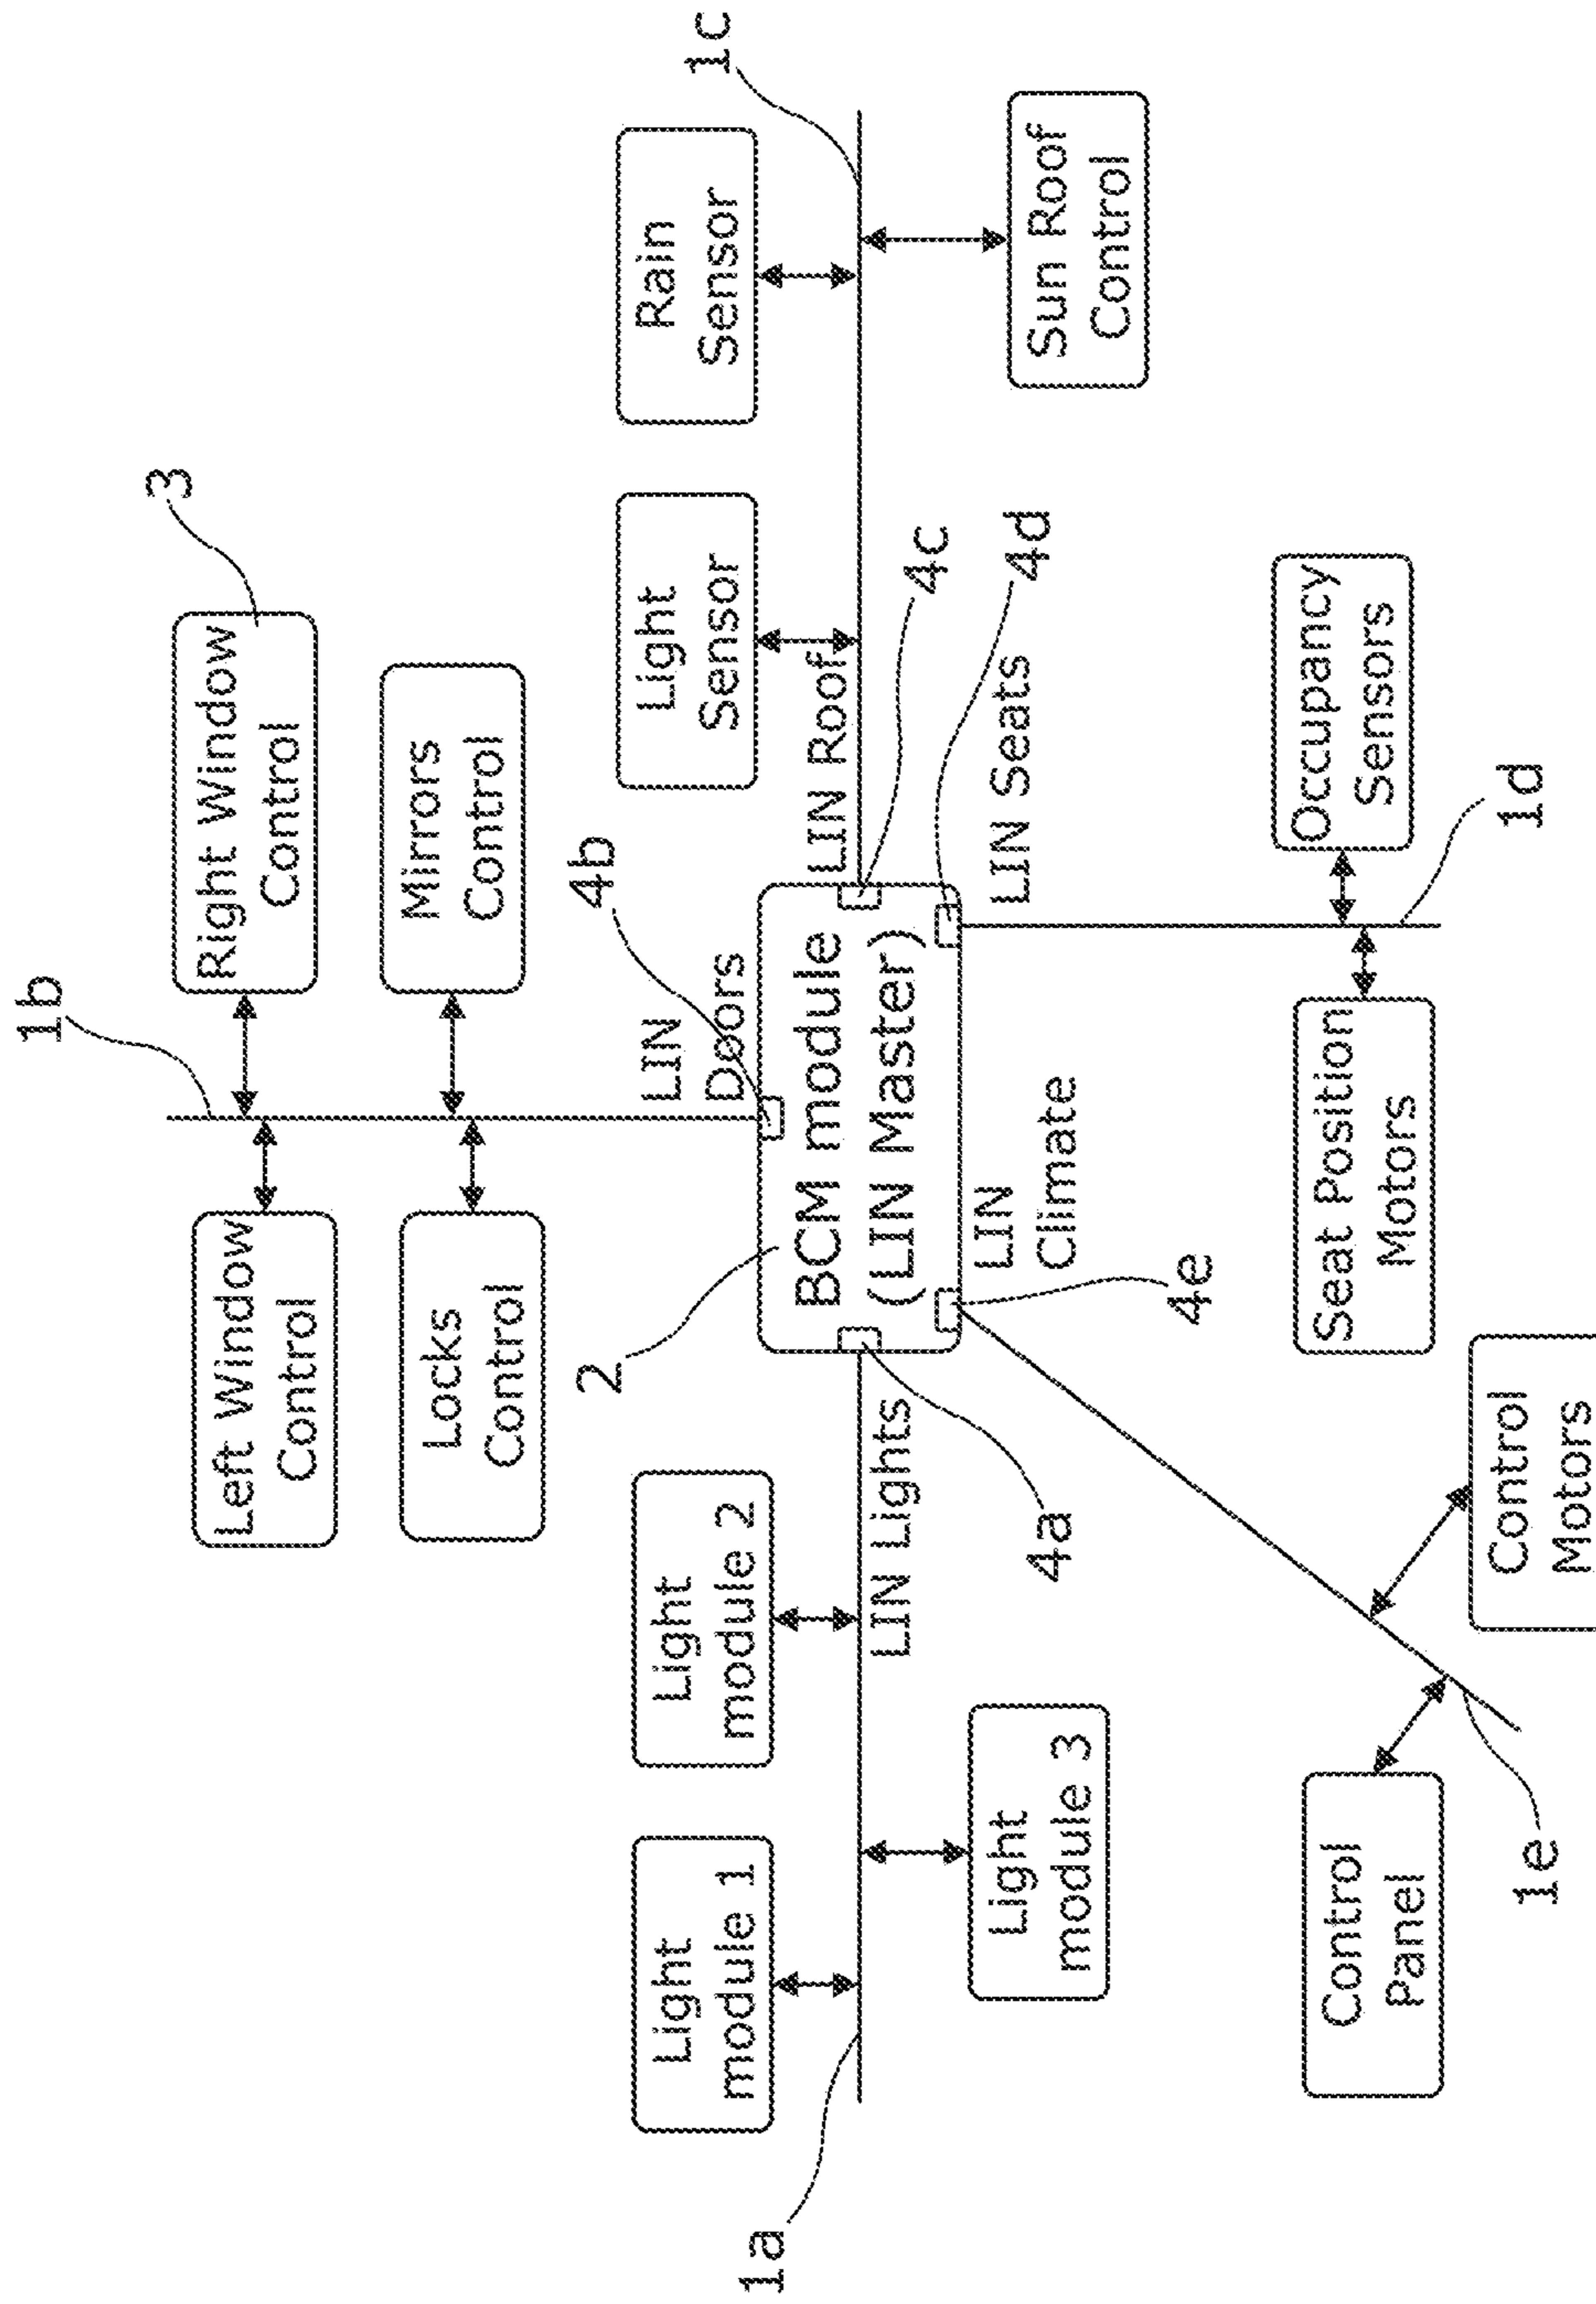 1b
3
Left Window
Control
Right Window
Control
Locks
Control
Mirrors
Control
1c
Light
module 1
Light
module 2
2
LIN
Doors
4b
Light
Sensor
Rain
Sensor
1a
LIN Lights
BCM module
(LIN Master)
LIN Roof
4c
Light
module 3
4a
LIN
Climate
LIN Seats
4d
Sun Roof
Control
4e
Control
Panel
Seat Position
Motors
Occupancy
Sensors
1e
Control
Motors
1d